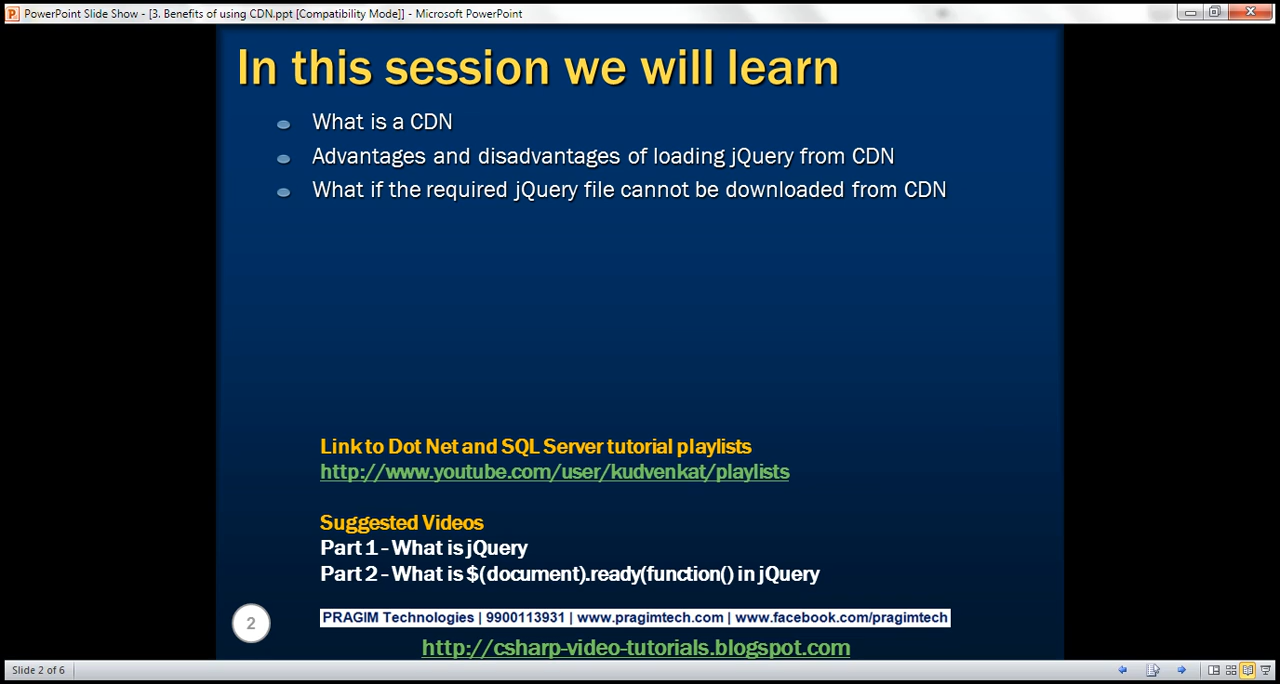 PowerPoint Slide Show - [3. Benefits of using CDN.ppt [Compatibility Mode]] - Microsoft PowerPoint
In this session we will learn
What is a CDN
Advantages and disadvantages of loading jQuery from CDN
What if the required jQuery file cannot be downloaded from CDN
Link to Dot Net and SQL Server tutorial playlists
http://www.youtube.com/user/kudvenkat/playlists
Suggested Videos
Part 1 - What is jQuery
Part 2 - What is $(document).ready(function() in jQuery
2
PRAGIM Technologies | 9900113931 | www.pragimtech.com | www.facebook.com/pragimtech
http://csharp-video-tutorials.blogspot.com
Slide 2 of 6